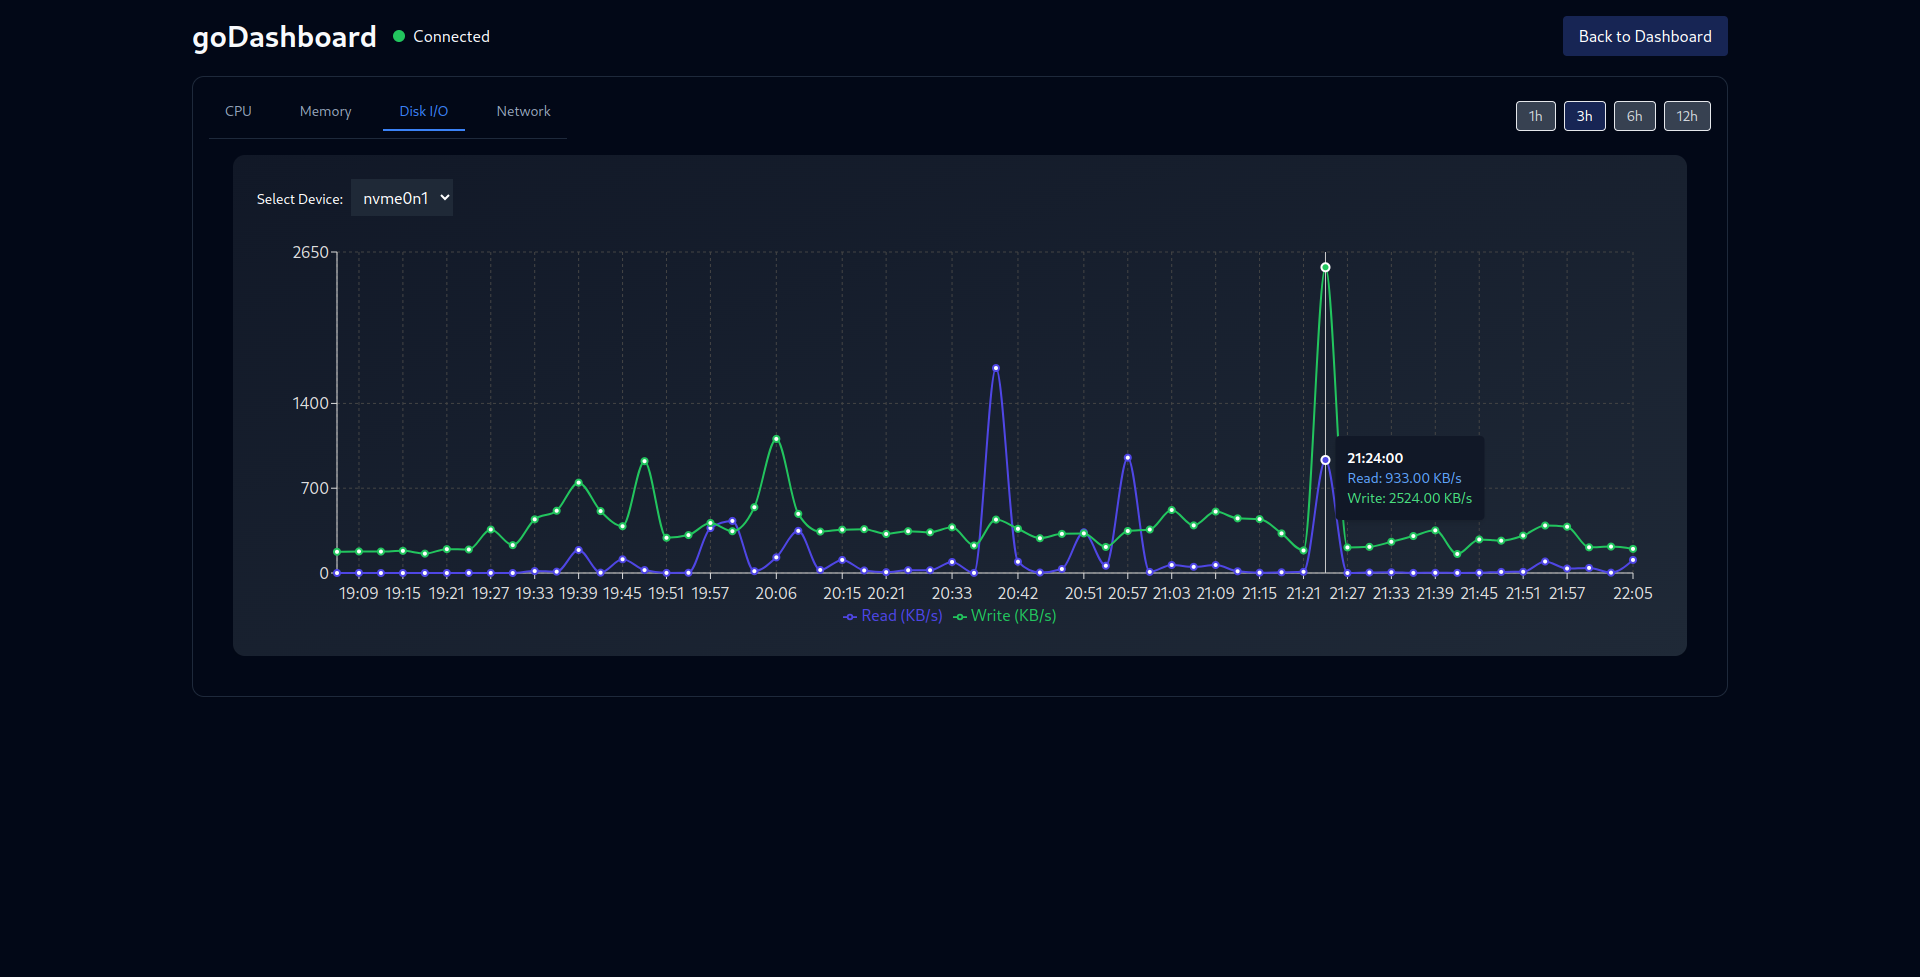 goDashboard
Connected
Back to Dashboard
CPU Memory Disk I/O Network
1h 3h 6h 12h
Select Device: nvme0n1
2650
1400
700
0
21:24:00
Read: 933.00 KB/s
Write: 2524.00 KB/s
19:09 19:15 19:21 19:27 19:33 19:39 19:45 19:51 19:57 20:06 20:15 20:21 20:33 20:42 20:51 20:57 21:03 21:09 21:15 21:21 21:27 21:33 21:39 21:45 21:51 21:57 22:05
Read (KB/s) Write (KB/s)